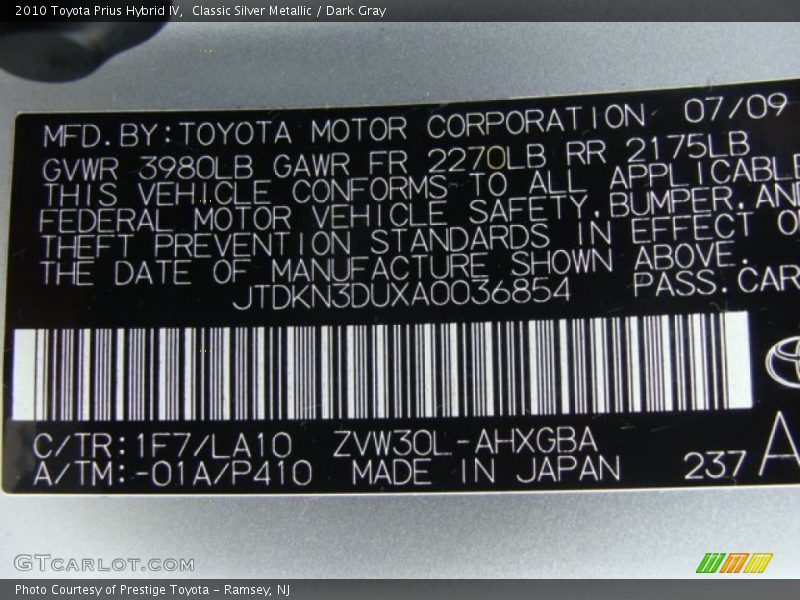 2010 Toyota Prius Hybrid IV,  Classic Silver Metallic / Dark Gray
MFD.BY:TOYOTA MOTOR CORPORATION 07/09
GVWR 3980LB GAWR FR 2270LB RR 2175LB
THIS VEHICLE CONFORMS TO ALL APPLICABLE
FEDERAL MOTOR VEHICLE SAFETY,BUMPER,AND
THEFT PREVENTION STANDARDS IN EFFECT O
THE DATE OF MANUFACTURE SHOWN ABOVE.
JTDKN3DUXA0036854 PASS.CAR
C/TR:1F7/LA10 ZVW30L-AHXGBA
A/TM:-01A/P410 MADE IN JAPAN 237 A
GTCARLOT.COM
Photo Courtesy of Prestige Toyota - Ramsey, NJ